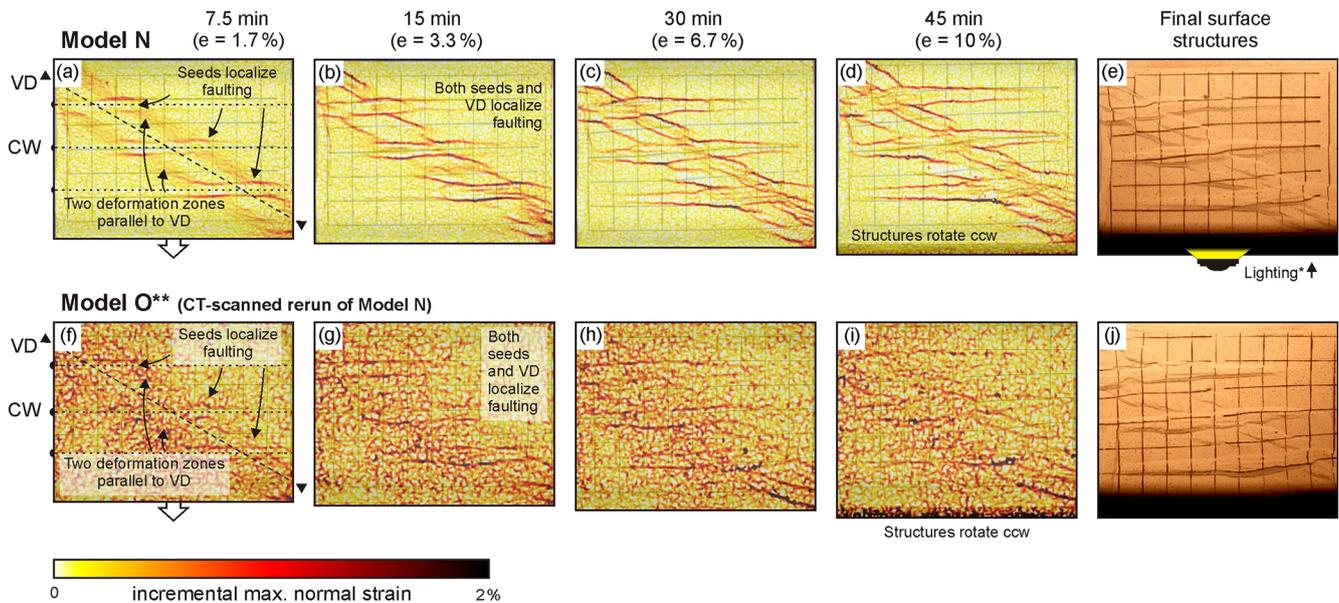 7.5 min
15 min
30 min
45 min
Final surface
Model N
(e = 1.7 %)
(e = 3.3 %)
(e = 6.7 %)
(e = 10 %)
structures
(a)
(b)
(c)
(d)
(e)
VD
CW
Seeds localize
faulting
Two deformation zones
parallel to VD
Both seeds and
VD localize
faulting
Structures rotate ccw
Lighting*
Model O** (CT-scanned rerun of Model N)
(f)
(g)
(h)
(i)
(j)
VD
CW
Seeds localize
faulting
Two deformation zones
parallel to VD
Both
seeds
and VD
localize
faulting
Structures rotate ccw
0
incremental max. normal strain
2 %